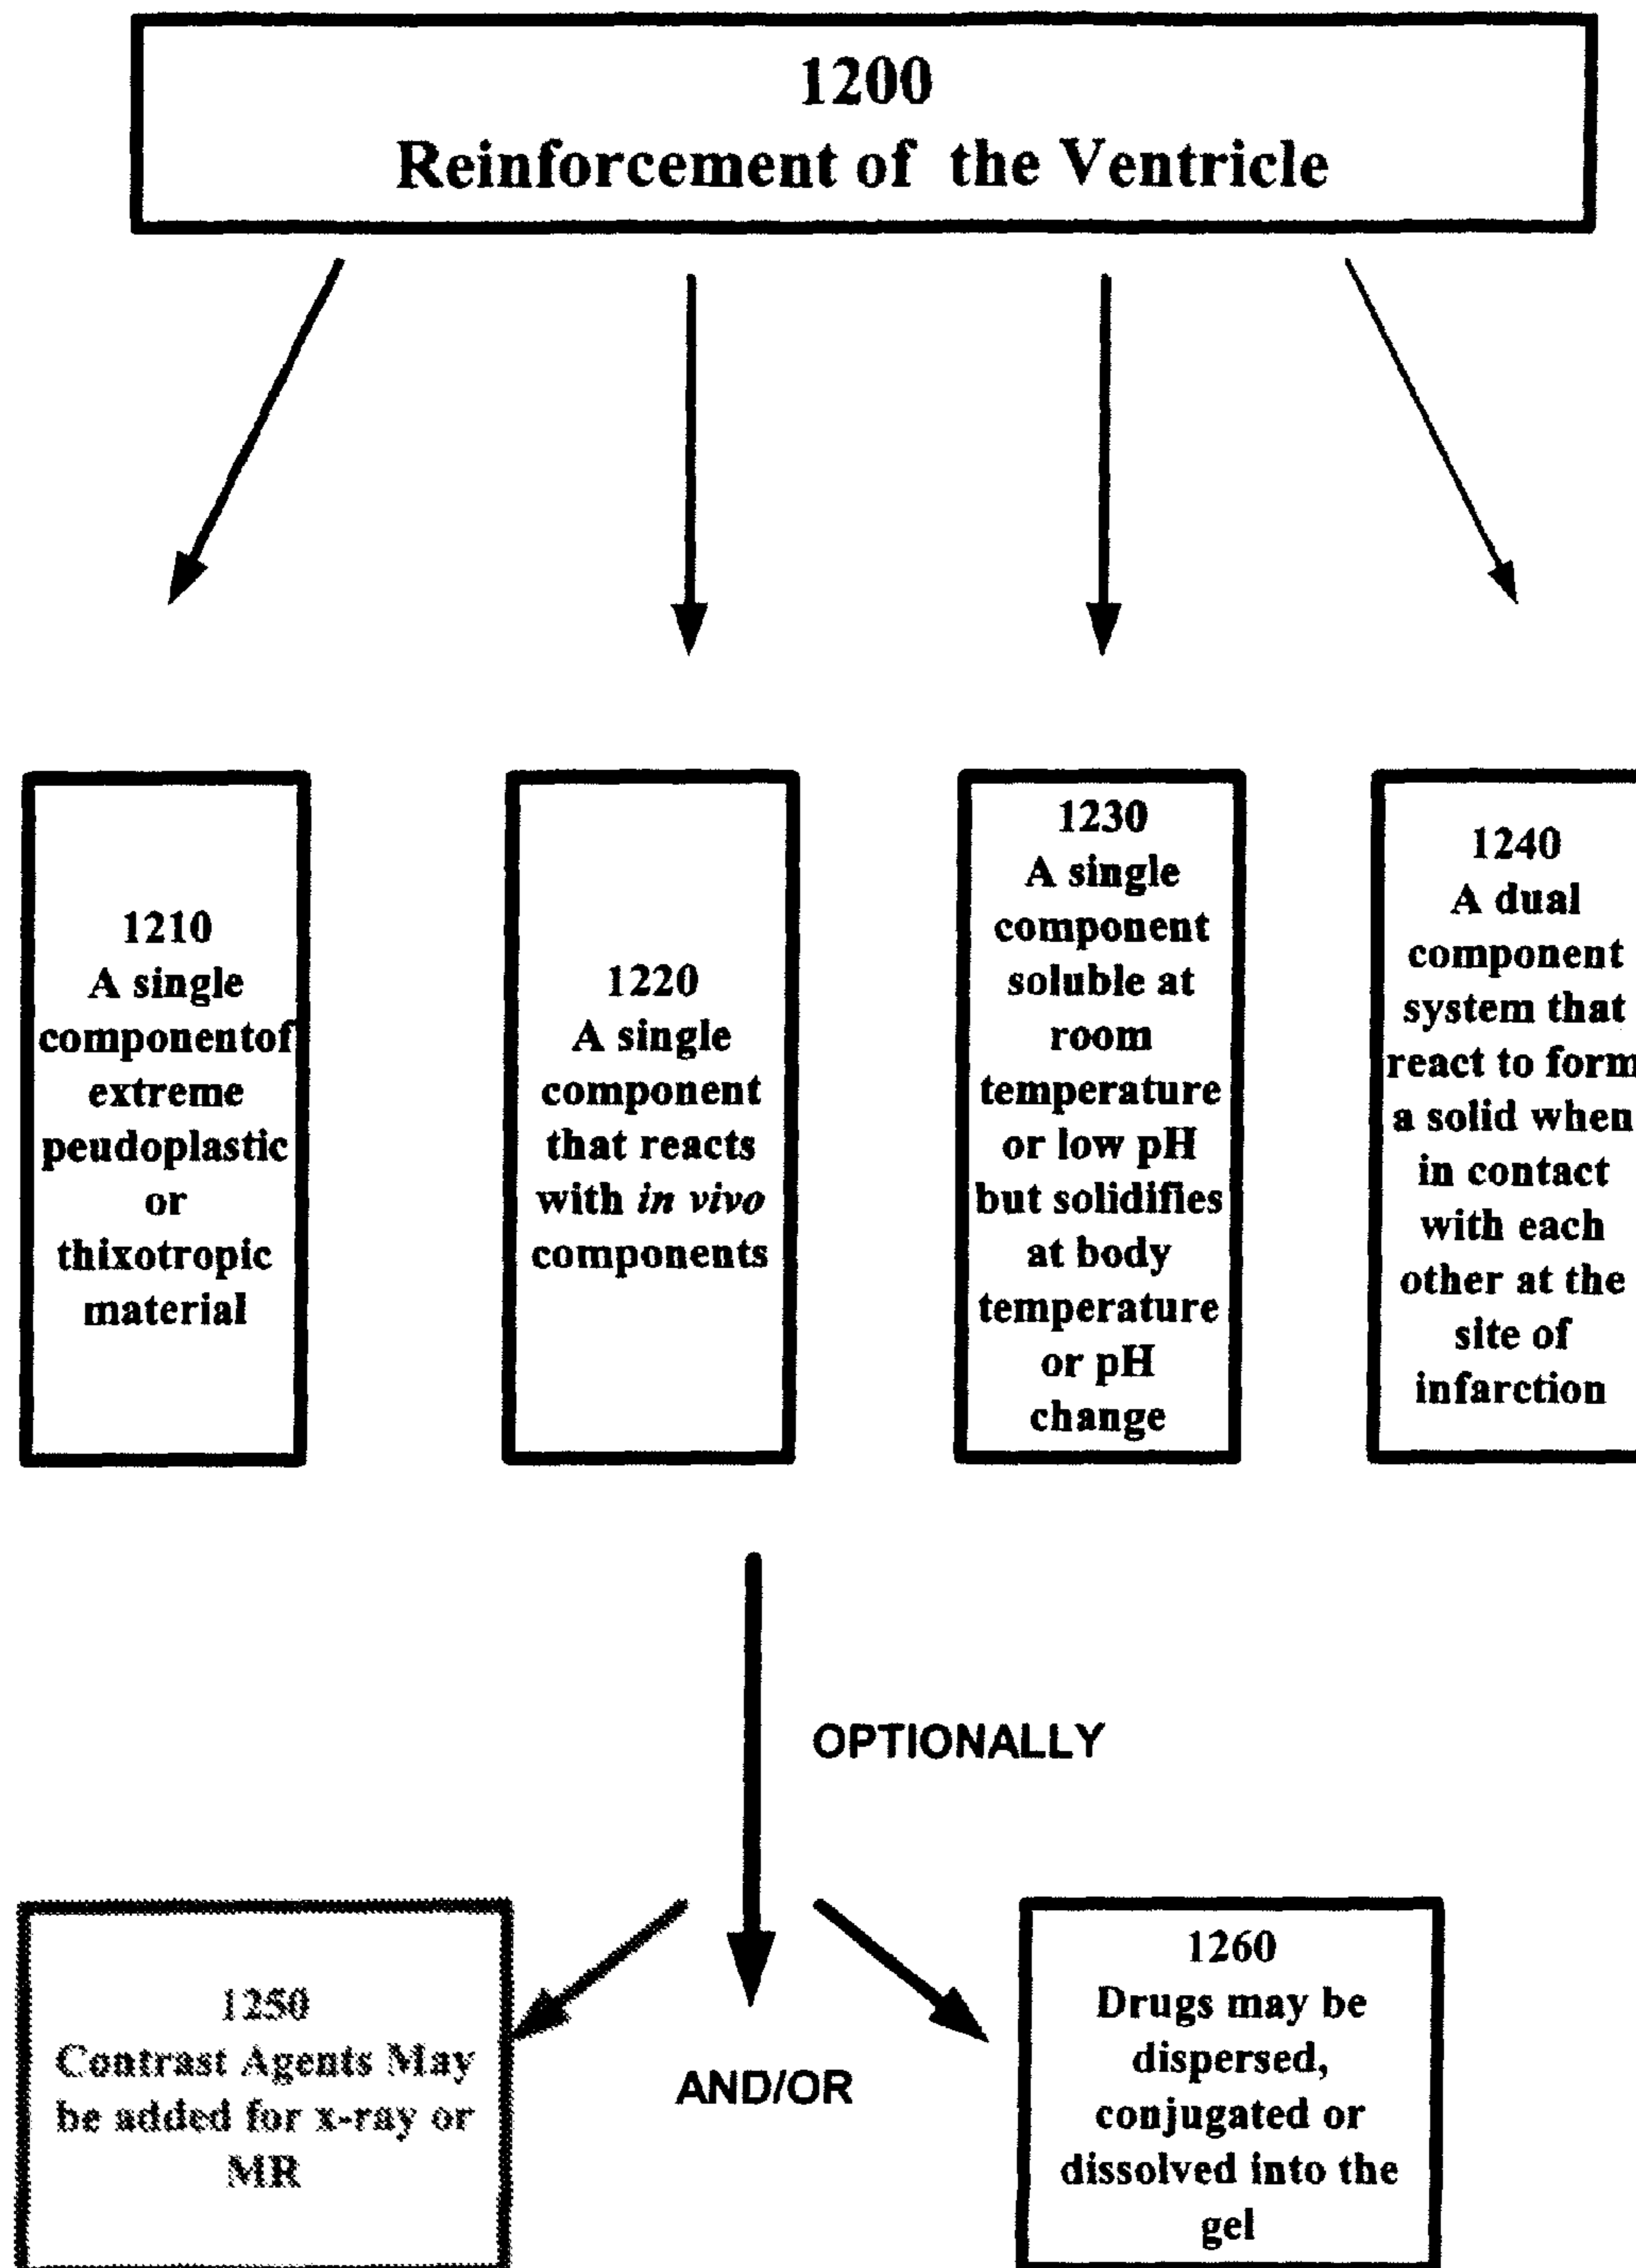 1200
Reinforcement of the Ventricle
1210
A single
componentof
extreme
peudoplastic
or
thixotropic
material
1220
A single
component
that reacts
with in vivo
components
1230
A single
component
soluble at
room
temperature
or low pH
but solidifies
at body
temperature
or pH
change
1240
A dual
component
system that
react to form
a solid when
in contact
with each
other at the
site of
infarction
OPTIONALLY
1250
Contrast Agents May
be added for x-ray or
MR
AND/OR
1260
Drugs may be
dispersed,
conjugated or
dissolved into the
gel